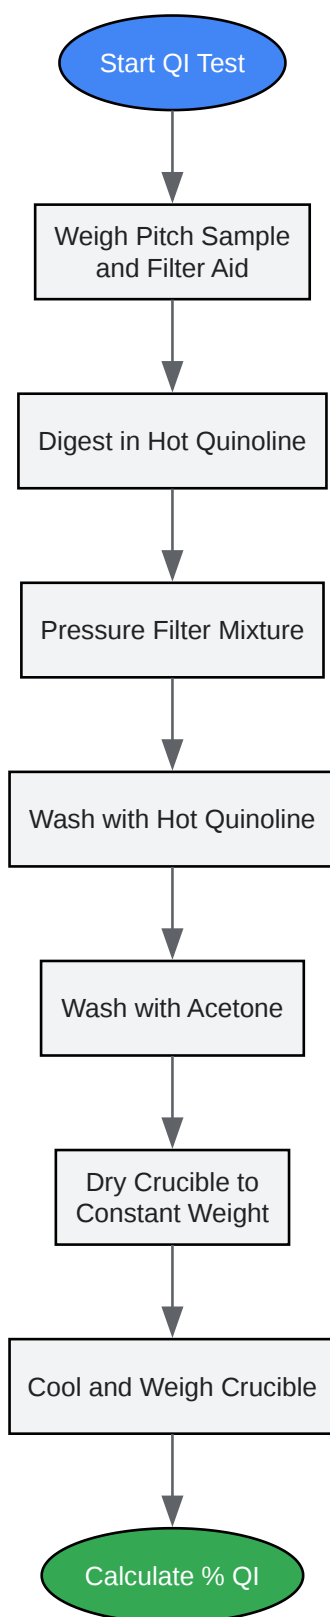 Start QI Test
Weigh Pitch Sample
and Filter Aid
Digest in Hot Quinoline
Pressure Filter Mixture
Wash with Hot Quinoline
Wash with Acetone
Dry Crucible to
Constant Weight
Cool and Weigh Crucible
Calculate % QI